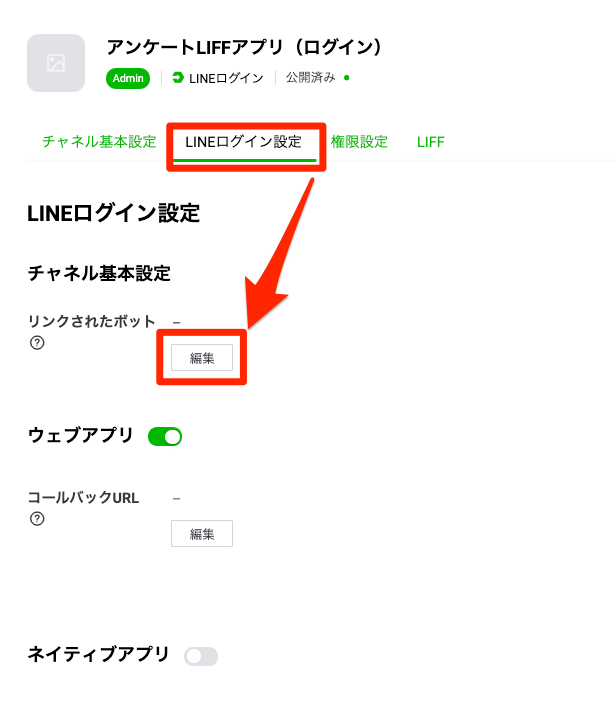 アンケートLIFFアプリ（ログイン）
Admin LINEログイン 公開済み
チャネル基本設定 LINEログイン設定 権限設定 LIFF
LINEログイン設定
チャネル基本設定
リンクされたボット –
?
編集
ウェブアプリ
コールバックURL –
?
編集
ネイティブアプリ